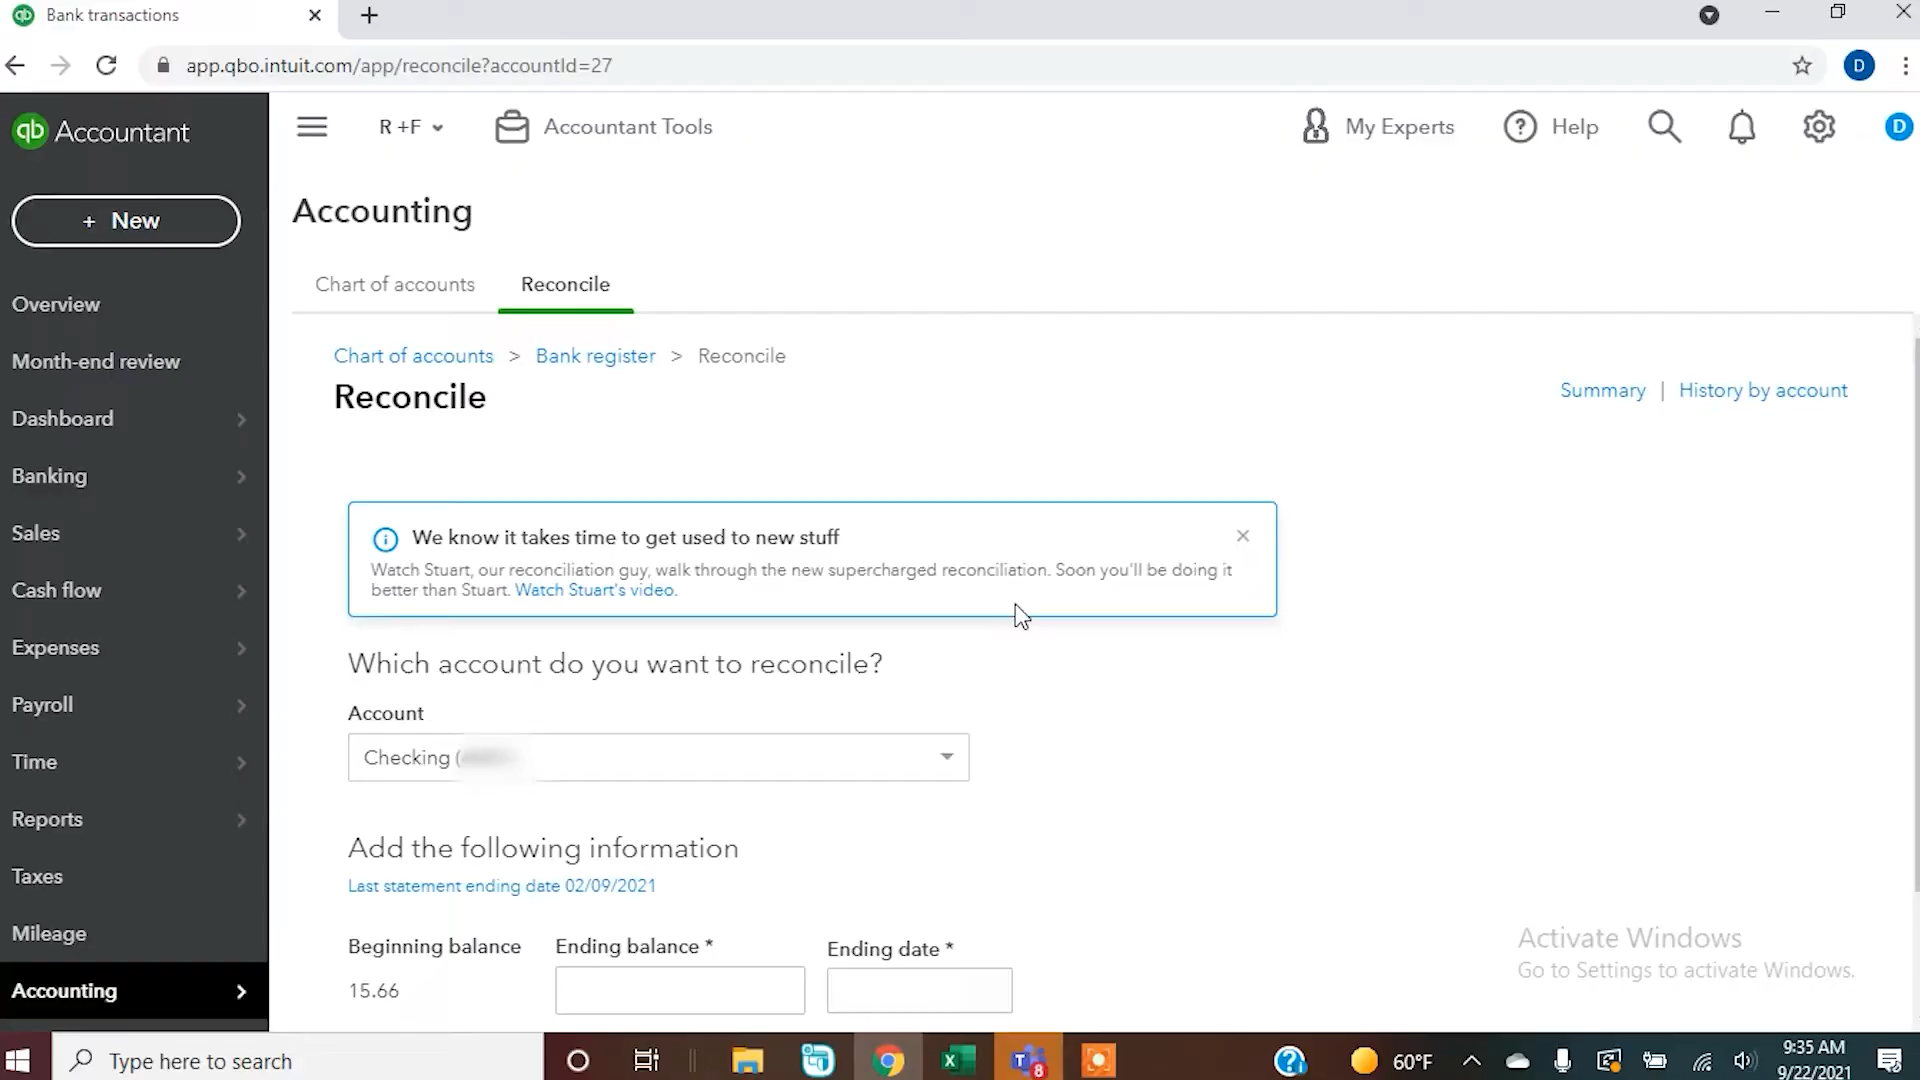 Bank transactions
app.qbo.intuit.com/app/reconcile?accountId=27
D
qb Accountant
R +F
Accountant Tools
My Experts
Help
D
+ New
Accounting
Chart of accounts
Reconcile
Overview
Month-end review
Dashboard
Banking
Sales
Cash flow
Expenses
Payroll
Time
Reports
Taxes
Mileage
Accounting
Chart of accounts > Bank register > Reconcile
Reconcile
Summary | History by account
We know it takes time to get used to new stuff
Watch Stuart, our reconciliation guy, walk through the new supercharged reconciliation. Soon you'll be doing it
better than Stuart. Watch Stuart's video.
Which account do you want to reconcile?
Account
Checking (
Add the following information
Last statement ending date 02/09/2021
Beginning balance
Ending balance *
Ending date *
15.66
Activate Windows
Go to Settings to activate Windows.
Type here to search
8
60°F
9:35 AM
9/22/2021